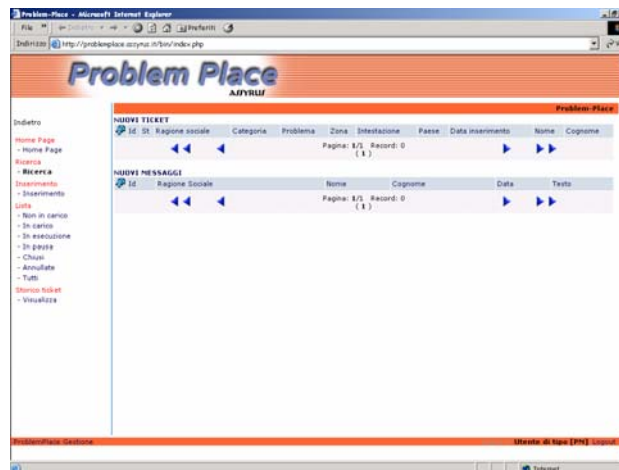 Problem-Place - Microsoft Internet Explorer
File Indietro Preferiti
Indirizzo http://problemplace.assyrus.it/bin/index.php
Problem Place
ASSYRUS
Problem-Place
Indietro
Home Page
- Home Page
Ricerca
- Ricerca
Inserimento
- Inserimento
Lista
- Non in carico
- In carico
- In esecuzione
- In pausa
- Chiusi
- Annullate
- Tutti
Storico ticket
- Visualizza
NUOVI TICKET
Id St Ragione sociale Categoria Problema Zona Intestazione Paese Data inserimento Nome Cognome
Pagina: 1/1 Record: 0
( 1 )
NUOVI MESSAGGI
Id Ragione Sociale Nome Cognome Data Testo
Pagina: 1/1 Record: 0
( 1 )
ProblemPlace Gestione Utente di tipo [PM] Logout
Internet